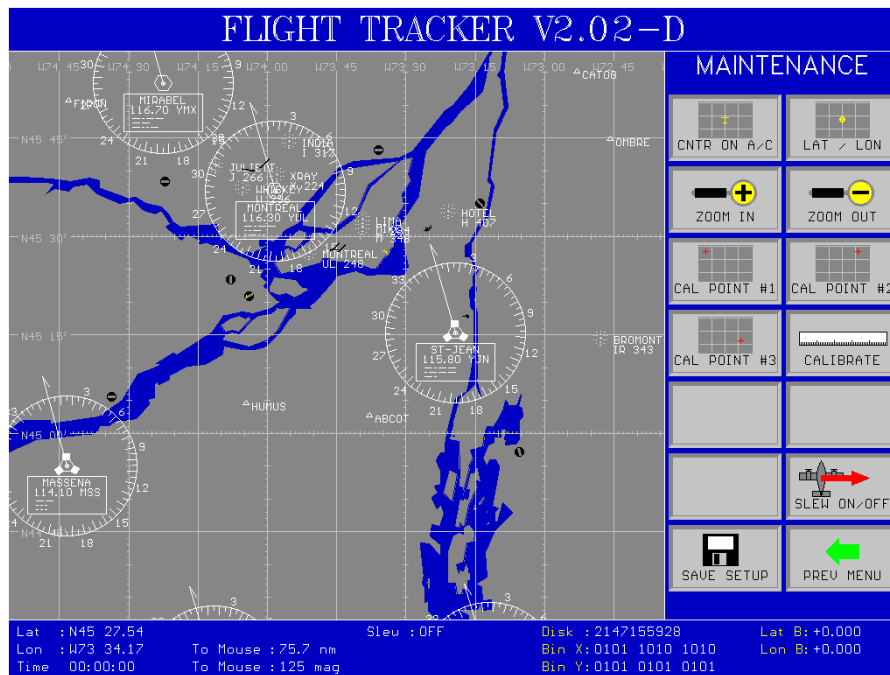 FLIGHT TRACKER V2.02-D
MAINTENANCE
CNTR ON A/C
LAT / LON
ZOOM IN
ZOOM OUT
CAL POINT #1
CAL POINT #2
CAL POINT #3
CALIBRATE
SLEW ON/OFF
SAVE SETUP
PREV MENU
W74 45
W74 30
W74 15
W74 00
W73 45
W73 30
W73 15
W73 00
W72 45
CATOG
MIRABEL
116.70 YMX
N45 45'
OMBRE
INDIA
I 317
JULIET
J 266
XRAY
X 224
WHISKEY
MONTREAL
116.30 YUL
LIMA
HOTEL
H 407
N45 30'
MONTREAL
UL 248
N45 15'
ST-JEAN
115.80 YJN
BROMONT
IR 343
HUMUS
ABCOT
N45 00'
MASSENA
114.10 MSS
Lat :N45 27.54
Slew :OFF
Disk :2147155928
Lat B:+0.000
Lon :W73 34.17
To Mouse :75.7 nm
Bin X:0101 1010 1010
Lon B:+0.000
Time 00:00:00
To Mouse :125 mag
Bin Y:0101 0101 0101